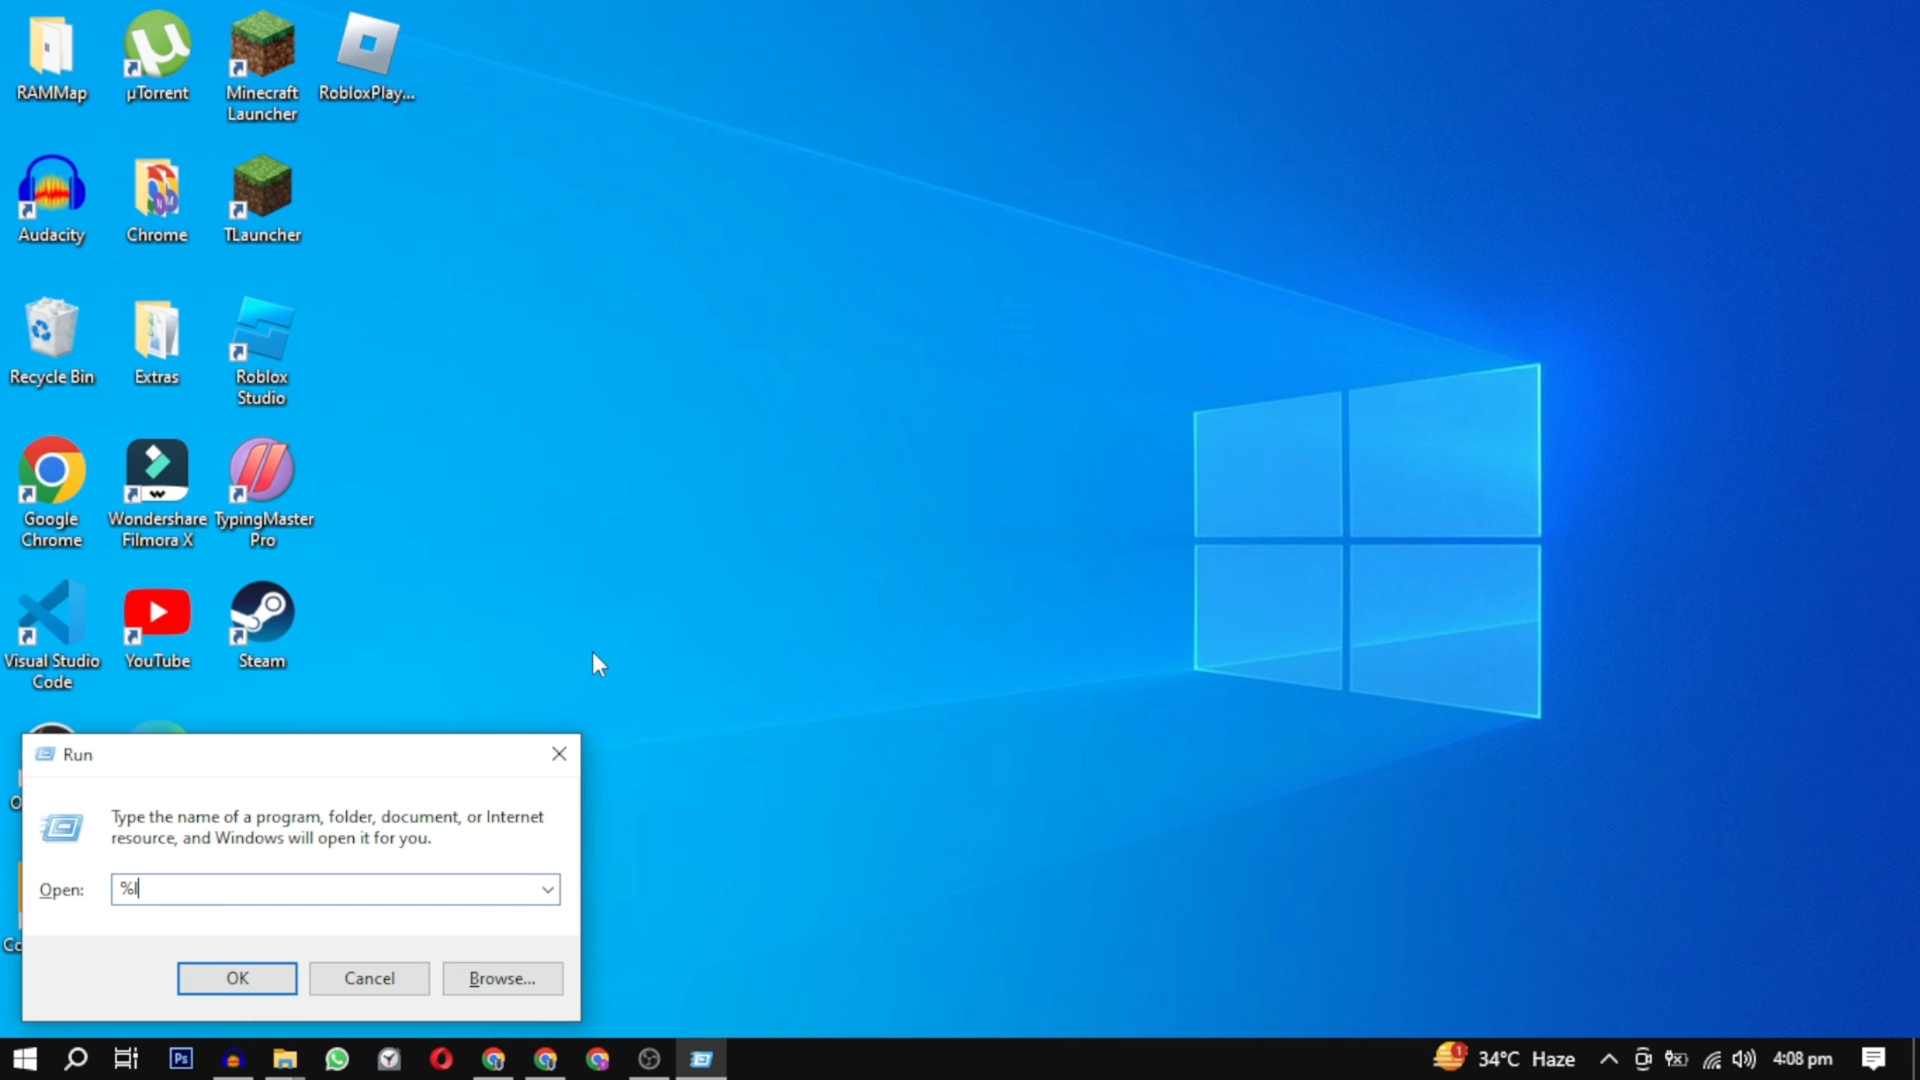 RAMMap
µTorrent
Minecraft
Launcher
RobloxPlay...
Audacity
Chrome
TLauncher
Recycle Bin
Extras
Roblox
Studio
Google
Chrome
Wondershare
Filmora X
TypingMaster
Pro
Visual Studio
Code
YouTube
Steam
Run
Type the name of a program, folder, document, or Internet
resource, and Windows will open it for you.
Open:
%l
OK
Cancel
Browse...
Ps
1
34°C Haze
4:08 pm